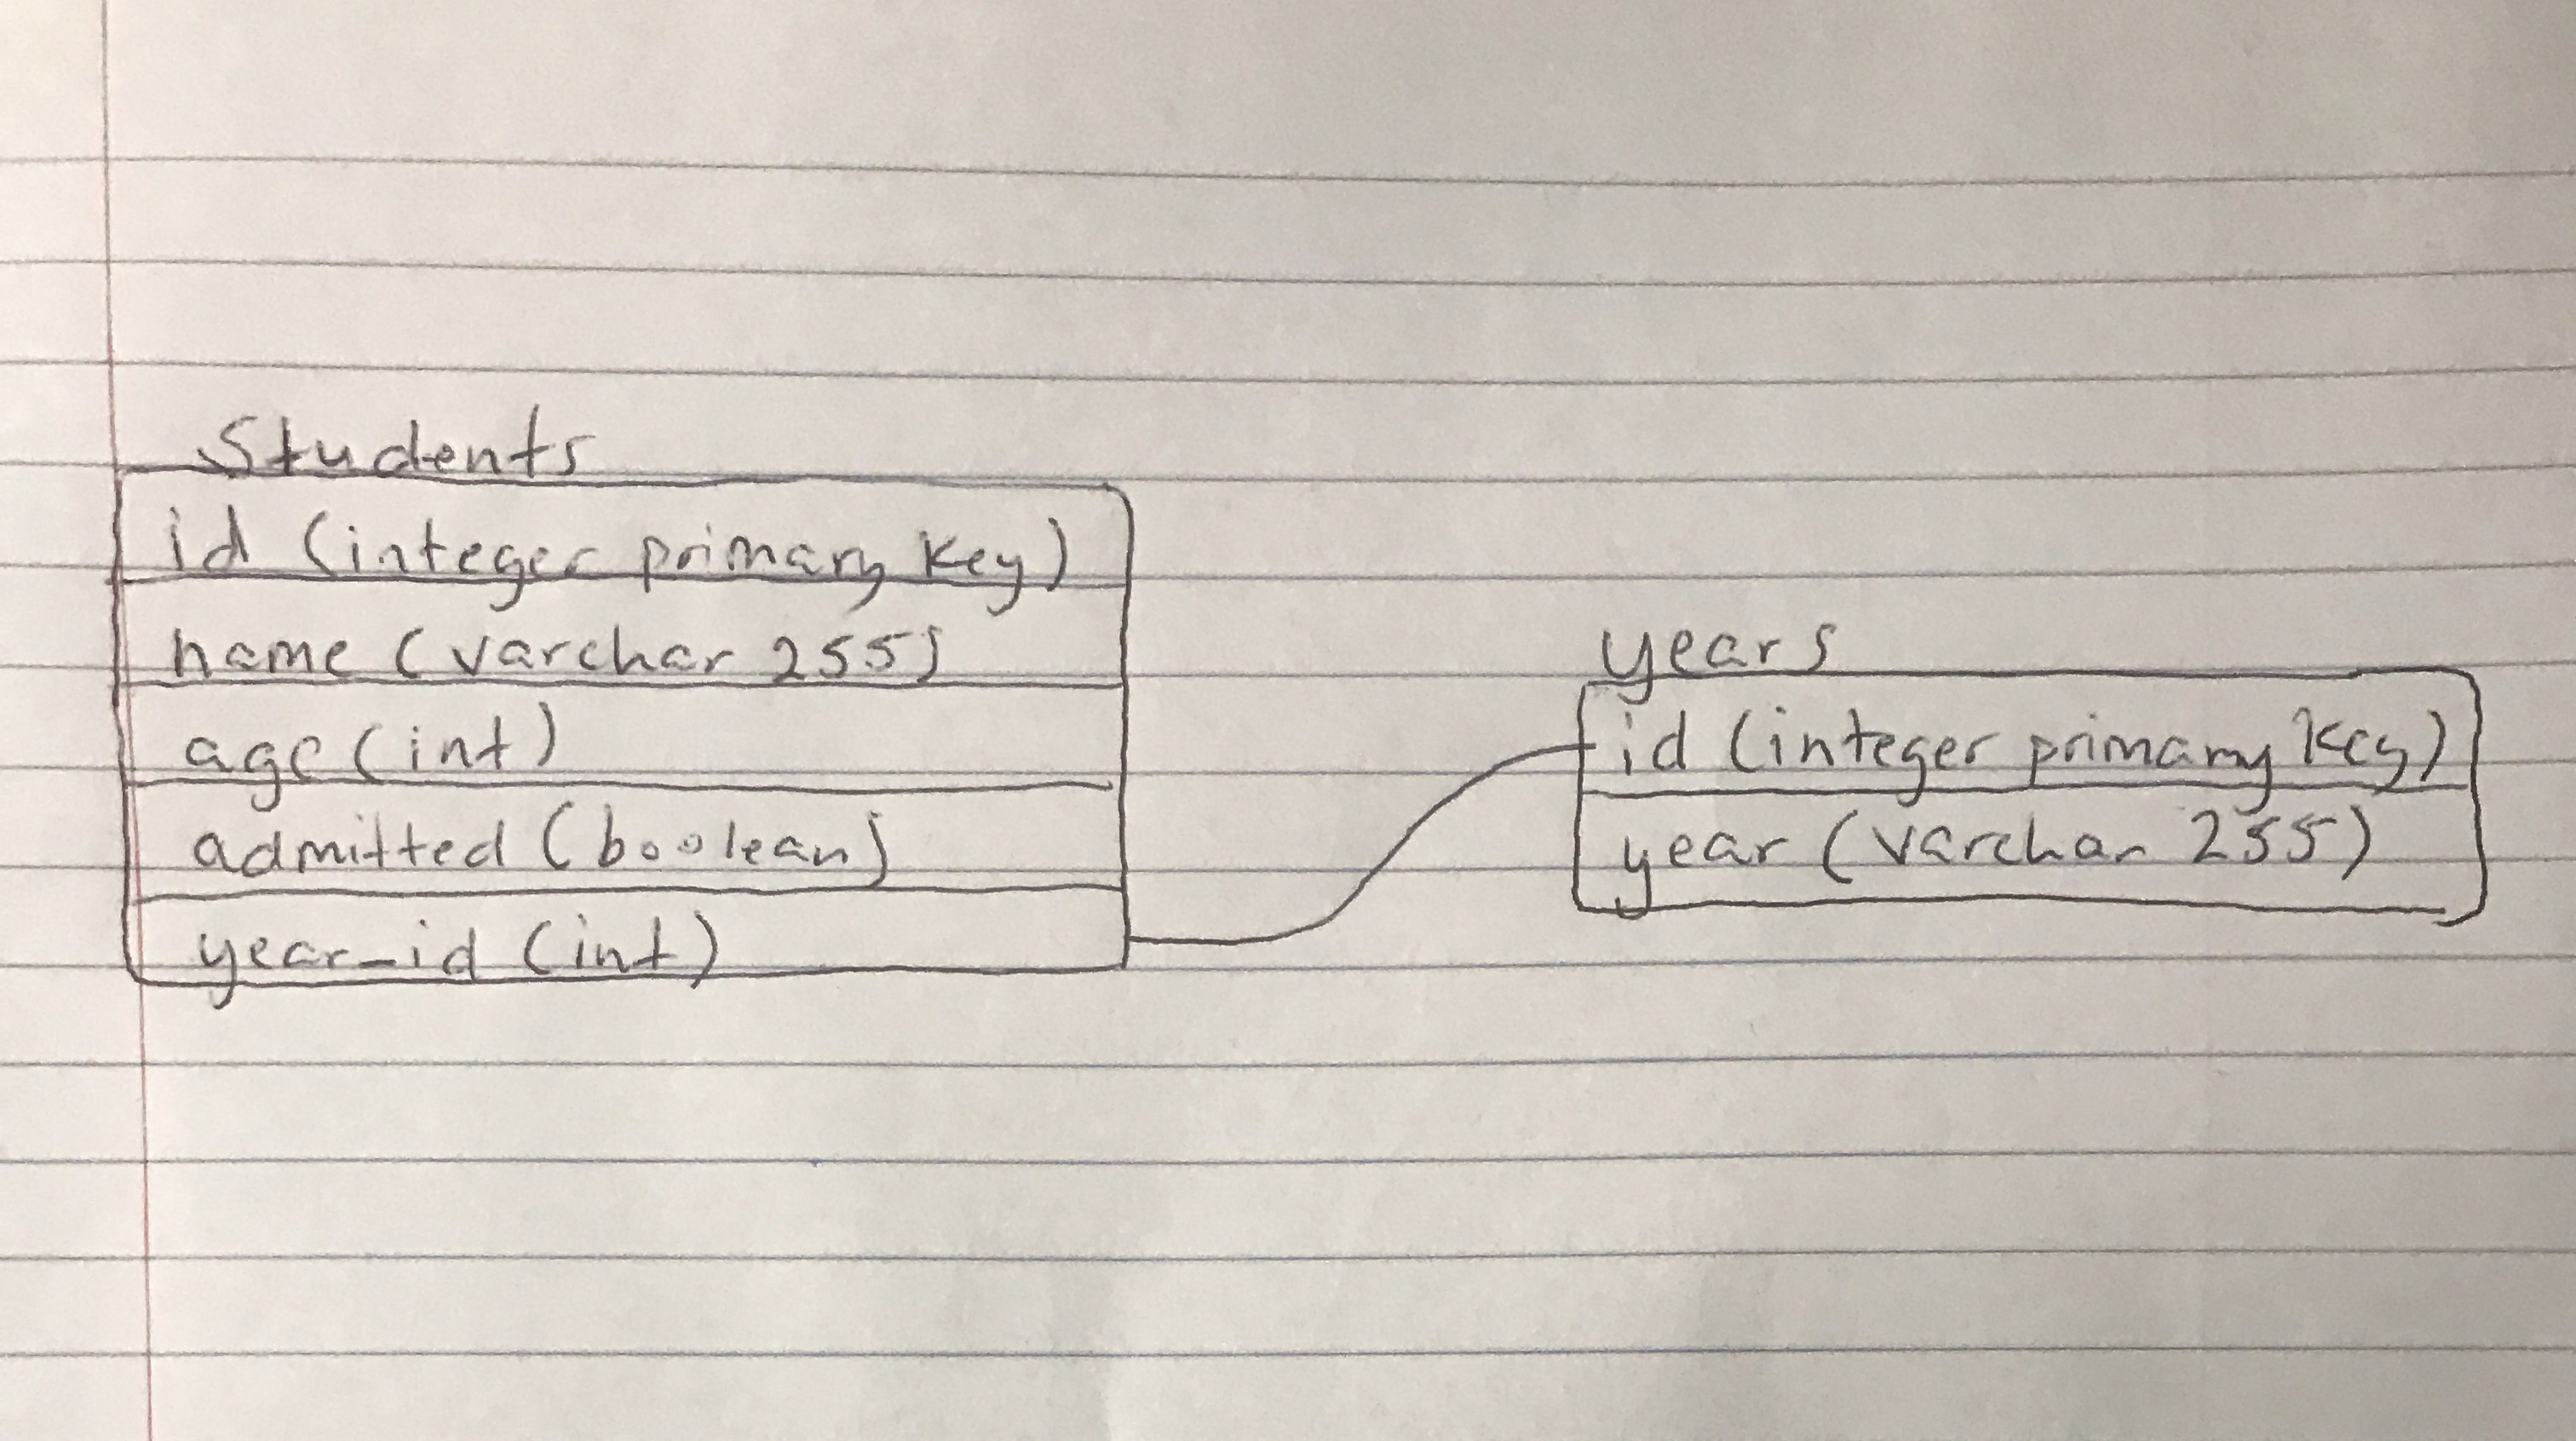 Students
id (integer primary key)
name (varchar 255)
age (int)
admitted (boolean)
year_id (int)
years
id (integer primary key)
year (varchar 255)